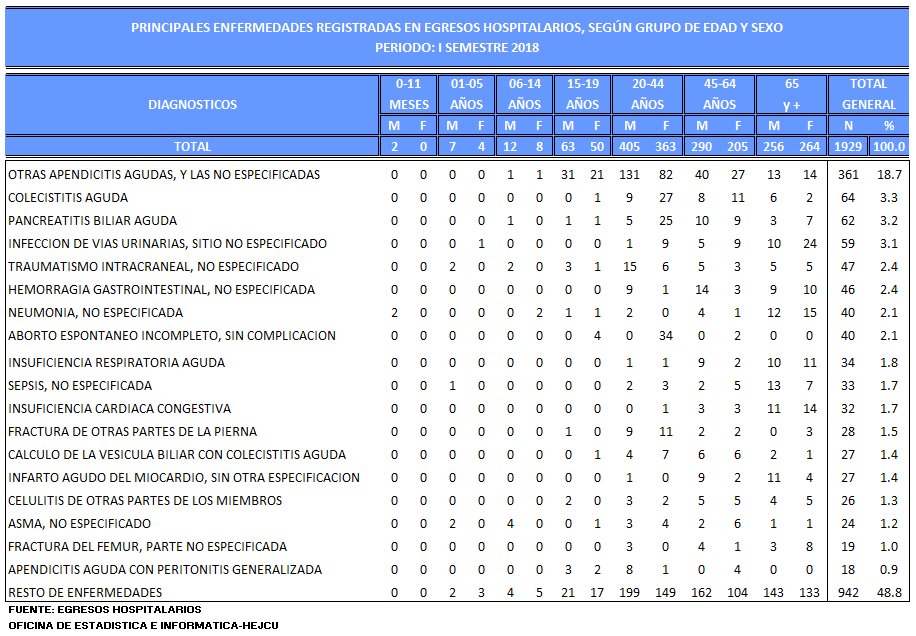 PRINCIPALES ENFERMEDADES REGISTRADAS EN EGRESOS HOSPITALARIOS, SEGÚN GRUPO DE EDAD Y SEXO
PERIODO: I SEMESTRE 2018
DIAGNOSTICOS 0-11 MESES 01-05 AÑOS 06-14 AÑOS 15-19 AÑOS 20-44 AÑOS 45-64 AÑOS 65 y + TOTAL GENERAL
M F M F M F M F M F M F M F N %
TOTAL 2 0 7 4 12 8 63 50 405 363 290 205 256 264 1929 100.0
OTRAS APENDICITIS AGUDAS, Y LAS NO ESPECIFICADAS 0 0 0 0 1 1 31 21 131 82 40 27 13 14 361 18.7
COLECISTITIS AGUDA 0 0 0 0 0 0 0 1 9 27 8 11 6 2 64 3.3
PANCREATITIS BILIAR AGUDA 0 0 0 0 1 0 1 1 5 25 10 9 3 7 62 3.2
INFECCION DE VIAS URINARIAS, SITIO NO ESPECIFICADO 0 0 0 1 0 0 0 0 1 9 5 9 10 24 59 3.1
TRAUMATISMO INTRACRANEAL, NO ESPECIFICADO 0 0 2 0 2 0 3 1 15 6 5 3 5 5 47 2.4
HEMORRAGIA GASTROINTESTINAL, NO ESPECIFICADA 0 0 0 0 0 0 0 0 9 1 14 3 9 10 46 2.4
NEUMONIA, NO ESPECIFICADA 2 0 0 0 0 2 1 1 2 0 4 1 12 15 40 2.1
ABORTO ESPONTANEO INCOMPLETO, SIN COMPLICACION 0 0 0 0 0 0 0 4 0 34 0 2 0 0 40 2.1
INSUFICIENCIA RESPIRATORIA AGUDA 0 0 0 0 0 0 0 0 1 1 9 2 10 11 34 1.8
SEPSIS, NO ESPECIFICADA 0 0 1 0 0 0 0 0 2 3 2 5 13 7 33 1.7
INSUFICIENCIA CARDIACA CONGESTIVA 0 0 0 0 0 0 0 0 0 1 3 3 11 14 32 1.7
FRACTURA DE OTRAS PARTES DE LA PIERNA 0 0 0 0 0 0 1 0 9 11 2 2 0 3 28 1.5
CALCULO DE LA VESICULA BILIAR CON COLECISTITIS AGUDA 0 0 0 0 0 0 0 1 4 7 6 6 2 1 27 1.4
INFARTO AGUDO DEL MIOCARDIO, SIN OTRA ESPECIFICACION 0 0 0 0 0 0 0 0 1 0 9 2 11 4 27 1.4
CELULITIS DE OTRAS PARTES DE LOS MIEMBROS 0 0 0 0 0 0 2 0 3 2 5 5 4 5 26 1.3
ASMA, NO ESPECIFICADO 0 0 2 0 4 0 0 1 3 4 2 6 1 1 24 1.2
FRACTURA DEL FEMUR, PARTE NO ESPECIFICADA 0 0 0 0 0 0 0 0 3 0 4 1 3 8 19 1.0
APENDICITIS AGUDA CON PERITONITIS GENERALIZADA 0 0 0 0 0 0 3 2 8 1 0 4 0 0 18 0.9
RESTO DE ENFERMEDADES 0 0 2 3 4 5 21 17 199 149 162 104 143 133 942 48.8
FUENTE: EGRESOS HOSPITALARIOS
OFICINA DE ESTADISTICA E INFORMATICA-HEJCU